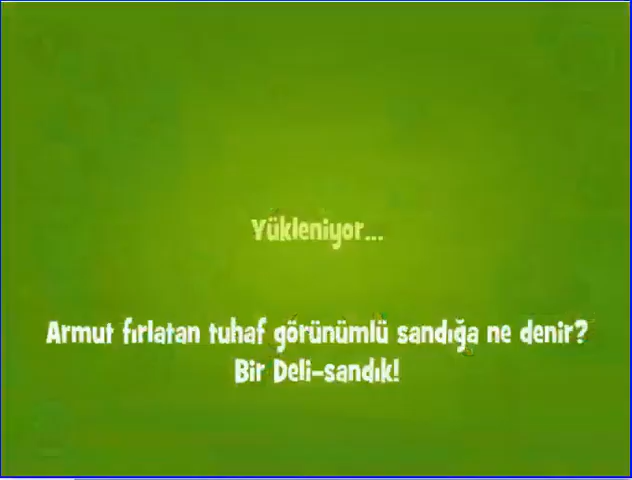 Yükleniyor...
Armut fırlatan tuhaf görünümlü sandığa ne denir?
Bir Deli-sandık!